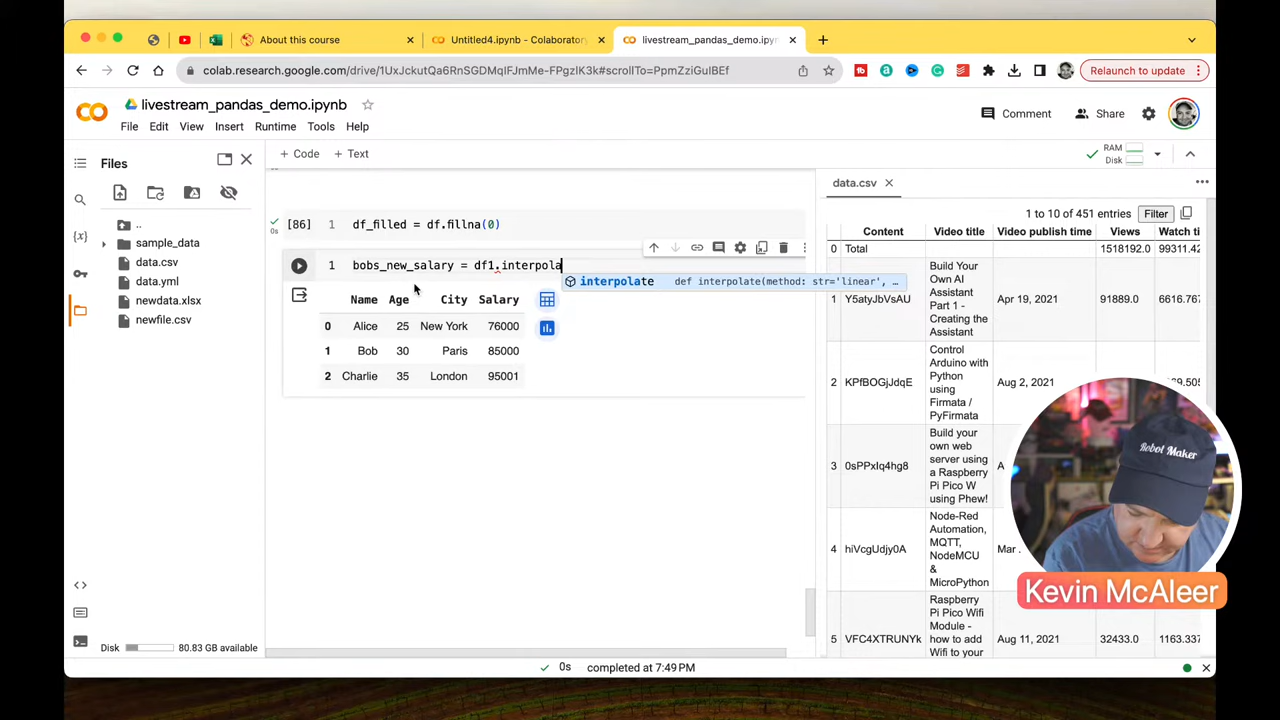 About this course
Untitled4.ipynb - Colaborator
livestream_pandas_demo.ipyn
colab.research.google.com/drive/1UxJckutQa6RnSGDMqIFJmMe-FPgzlK3k#scrollTo=PpmZziGuIBEf
Relaunch to update
livestream_pandas_demo.ipynb
File Edit View Insert Runtime Tools Help
Comment
Share
Files
+ Code + Text
RAM
Disk
..
sample_data
data.csv
data.yml
newdata.xlsx
newfile.csv
[86] 1 df_filled = df.fillna(0)
0s
1 bobs_new_salary = df1.interpola
interpolate def interpolate(method: str='linear', …
Name Age City Salary
0 Alice 25 New York 76000
1 Bob 30 Paris 85000
2 Charlie 35 London 95001
data.csv
1 to 10 of 451 entries Filter
Content Video title Video publish time Views Watch ti
0 Total 1518192.0 99311.42
1 Y5atyJbVsAU Build Your Own AI Assistant Part 1 - Creating the Assistant Apr 19, 2021 91889.0 6616.767
2 KPfBOGjJdqE Control Arduino with Python using Firmata / PyFirmata Aug 2, 2021
3 0sPPxIq4hg8 Build your own web server using a Raspberry Pi Pico W using Phew!
4 hiVcgUdjy0A Node-Red Automation, MQTT, NodeMCU & MicroPython Mar
5 VFC4XTRUNYk Raspberry Pi Pico Wifi Module - how to add Wifi to your Aug 11, 2021 32433.0 1163.337
Robot Maker
Kevin McAleer
Disk 80.83 GB available
0s completed at 7:49 PM